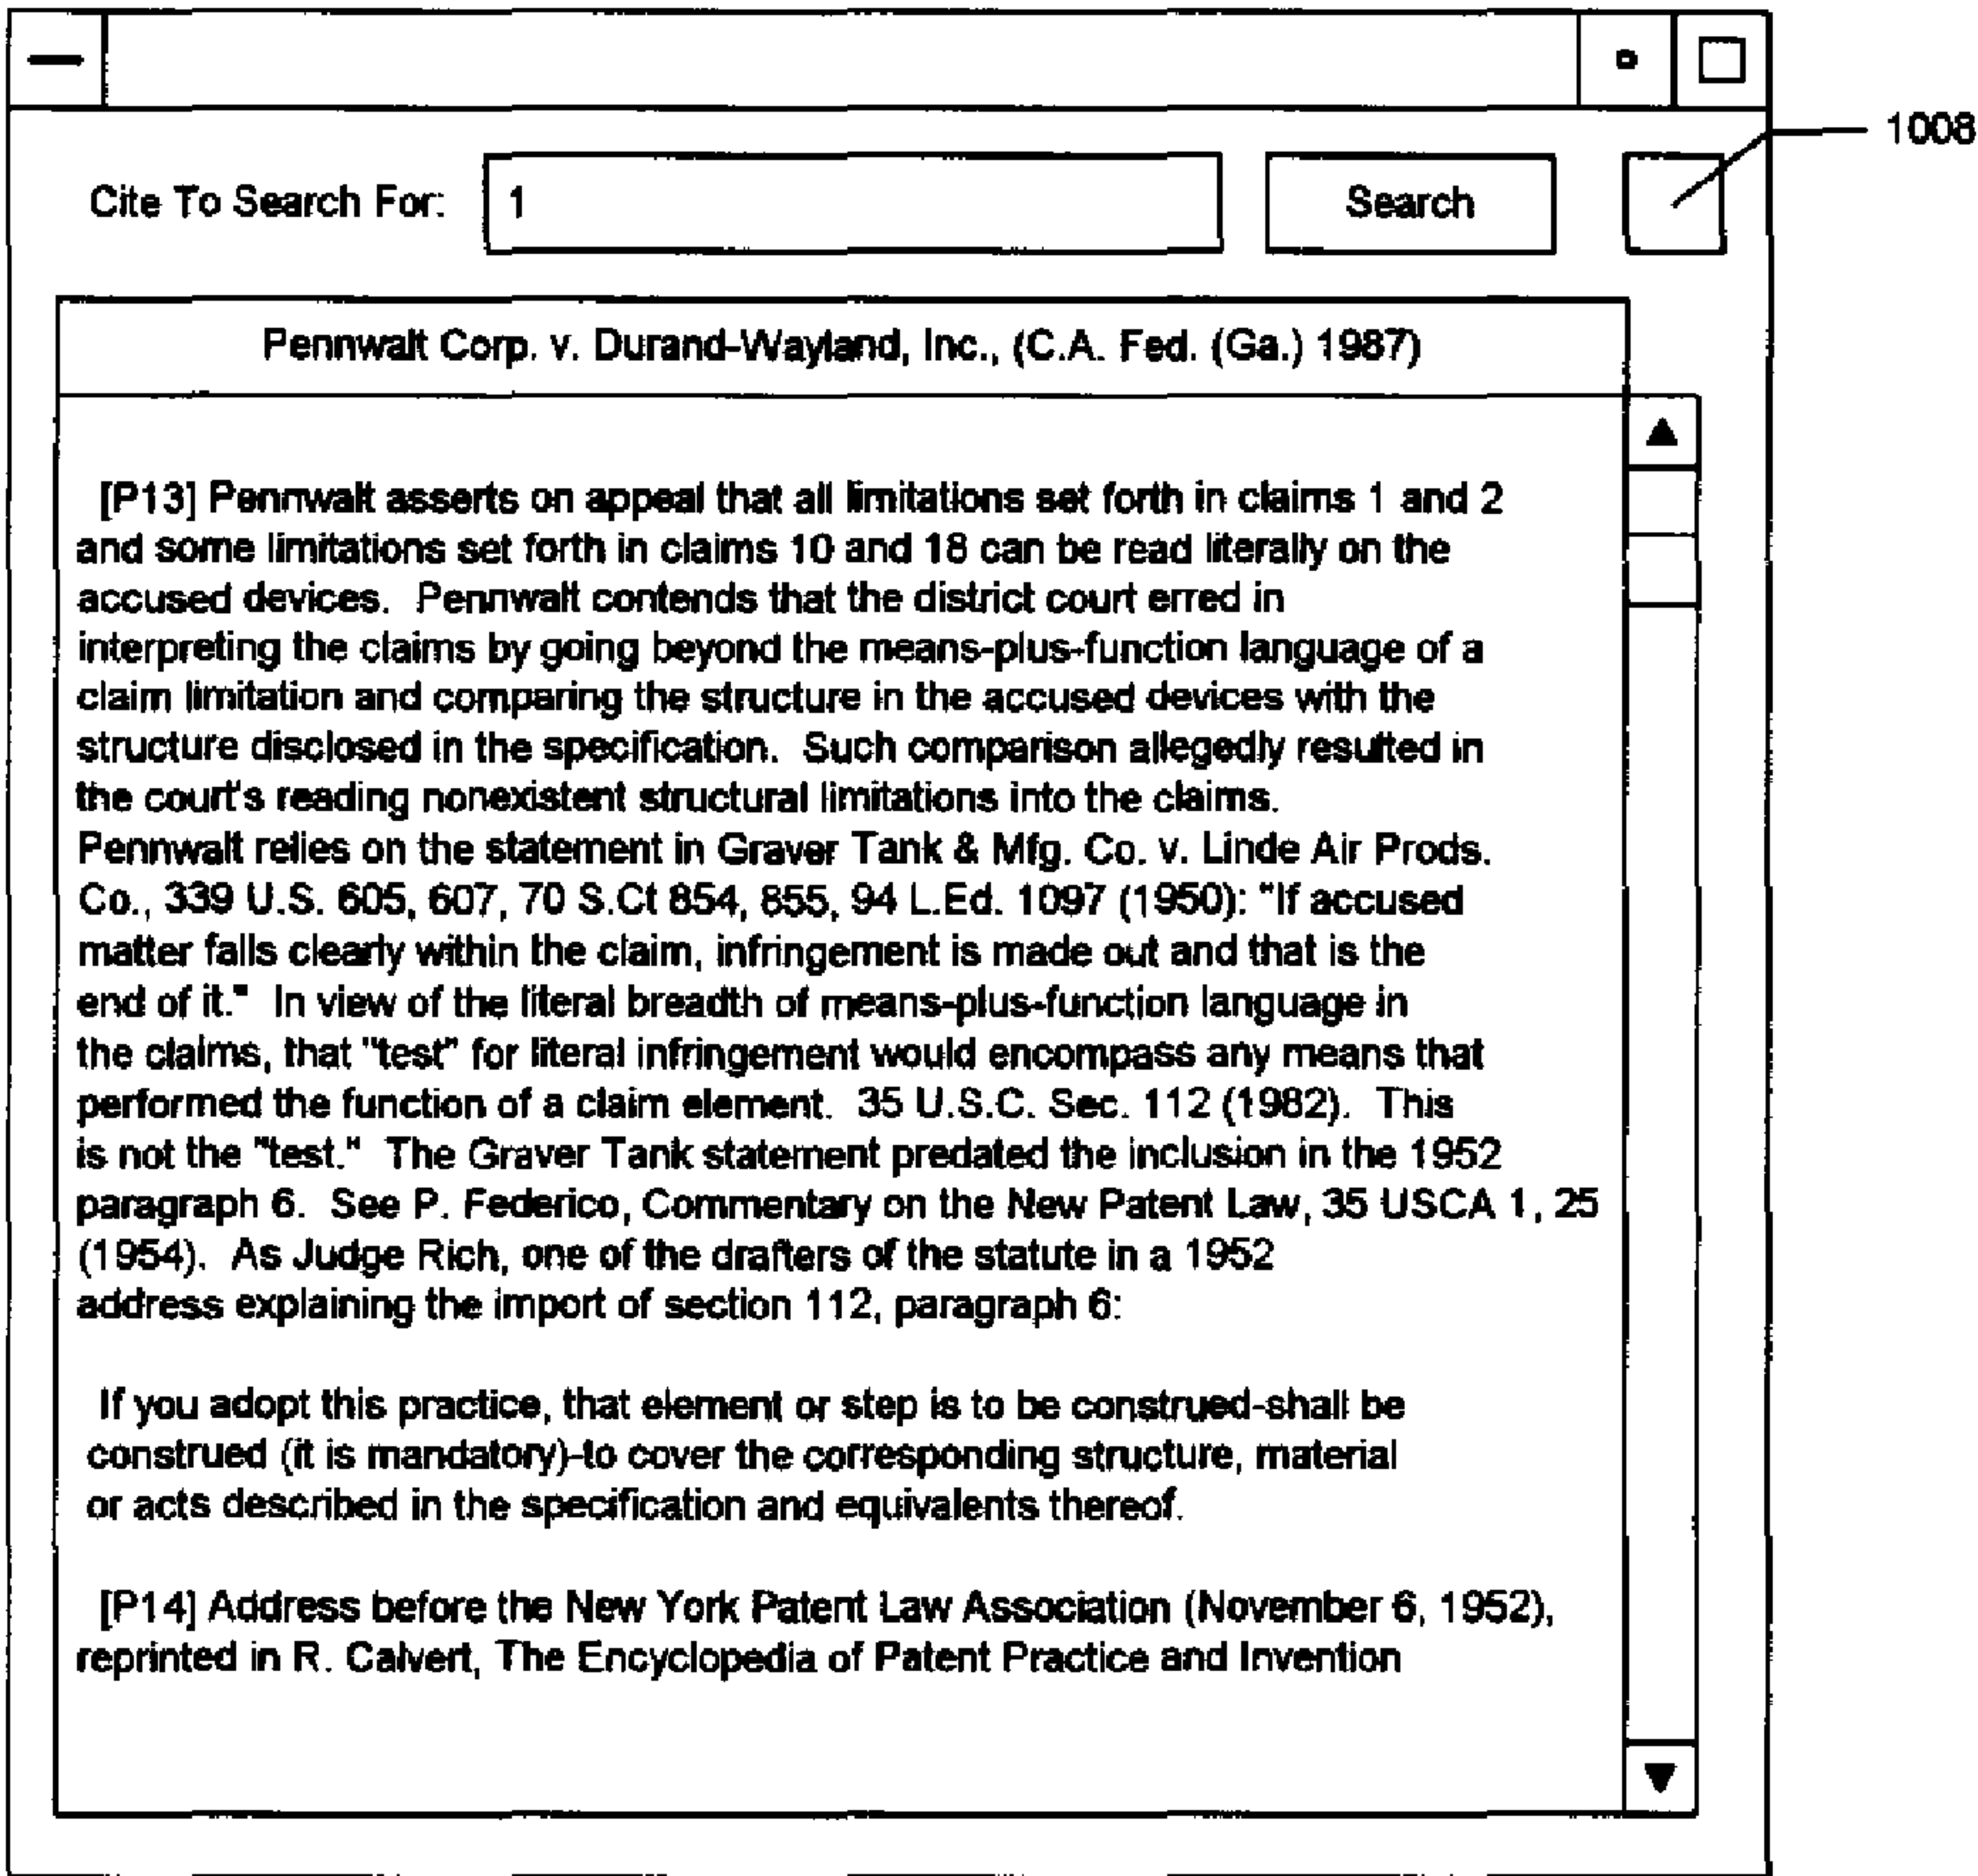 1008
Cite To Search For: 1 Search
Pennwalt Corp. v. Durand-Wayland, Inc., (C.A. Fed. (Ga.) 1987)
[P13] Pennwalt asserts on appeal that all limitations set forth in claims 1 and 2
and some limitations set forth in claims 10 and 18 can be read literally on the
accused devices. Pennwalt contends that the district court erred in
interpreting the claims by going beyond the means-plus-function language of a
claim limitation and comparing the structure in the accused devices with the
structure disclosed in the specification. Such comparison allegedly resulted in
the court's reading nonexistent structural limitations into the claims.
Pennwalt relies on the statement in Graver Tank & Mfg. Co. v. Linde Air Prods.
Co., 339 U.S. 605, 607, 70 S.Ct 854, 855, 94 L.Ed. 1097 (1950): "If accused
matter falls clearly within the claim, infringement is made out and that is the
end of it." In view of the literal breadth of means-plus-function language in
the claims, that "test" for literal infringement would encompass any means that
performed the function of a claim element. 35 U.S.C. Sec. 112 (1982). This
is not the "test." The Graver Tank statement predated the inclusion in the 1952
paragraph 6. See P. Federico, Commentary on the New Patent Law, 35 USCA 1, 25
(1954). As Judge Rich, one of the drafters of the statute in a 1952
address explaining the import of section 112, paragraph 6:
If you adopt this practice, that element or step is to be construed-shall be
construed (it is mandatory)-to cover the corresponding structure, material
or acts described in the specification and equivalents thereof.
[P14] Address before the New York Patent Law Association (November 6, 1952),
reprinted in R. Calvert, The Encyclopedia of Patent Practice and Invention